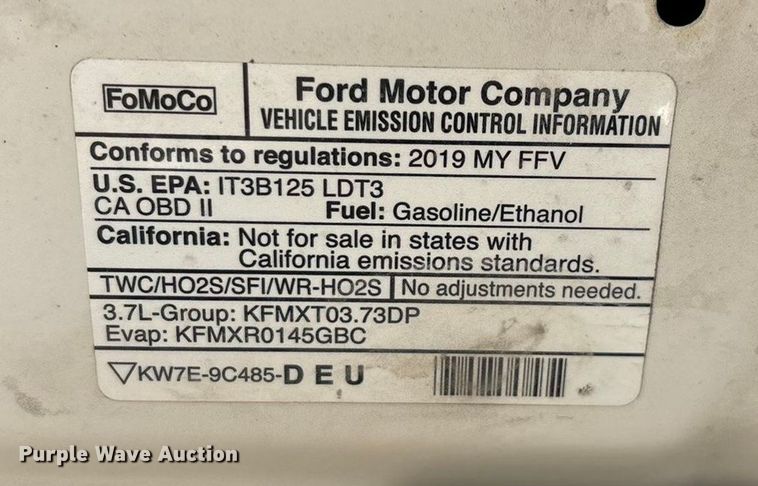 FoMoCo
Ford Motor Company
VEHICLE EMISSION CONTROL INFORMATION
Conforms to regulations: 2019 MY FFV
U.S. EPA: IT3B125 LDT3
CA OBD II Fuel: Gasoline/Ethanol
California: Not for sale in states with
California emissions standards.
TWC/HO2S/SFI/WR-HO2S No adjustments needed.
3.7L-Group: KFMXT03.73DP
Evap: KFMXR0145GBC
▽KW7E-9C485-D E U
Purple Wave Auction